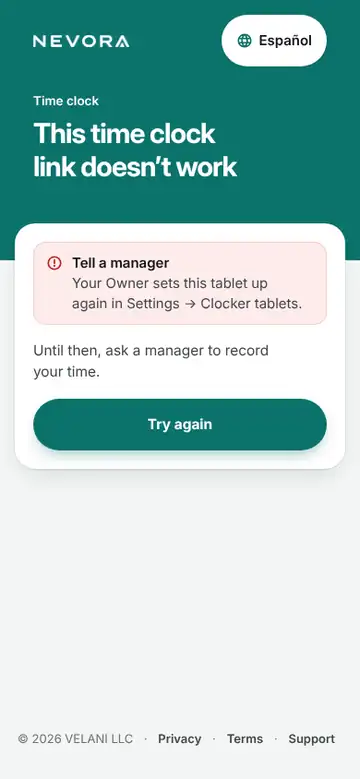 NEVORA
Español
Time clock
This time clock
link doesn’t work
Tell a manager
Your Owner sets this tablet up
again in Settings → Clocker tablets.
Until then, ask a manager to record
your time.
Try again
© 2026 VELANI LLC · Privacy · Terms · Support